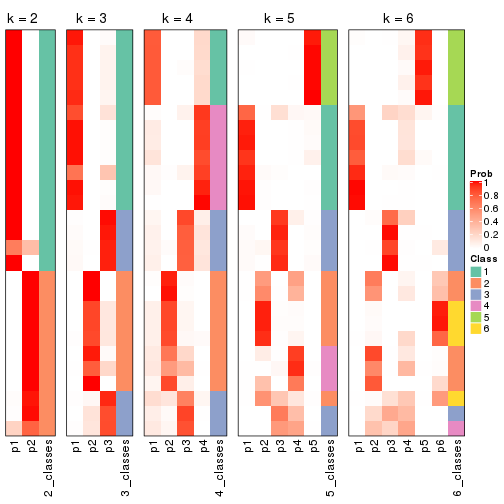 k = 2
k = 3
k = 4
k = 5
k = 6
Prob
1
0.8
0.6
0.4
0.2
0
Class
1
2
3
4
5
6
p1
p2
2_classes
p1
p2
p3
3_classes
p1
p2
p3
p4
4_classes
p1
p2
p3
p4
p5
5_classes
p1
p2
p3
p4
p5
p6
6_classes